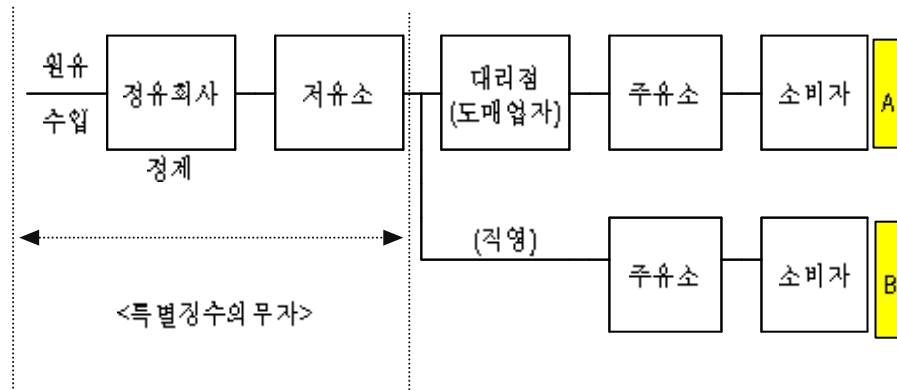 원유
수입
정유회사
정제
저유소
대리점
(도매업자)
주유소
소비자
A
(직영)
주유소
소비자
B
<특별징수의무자>